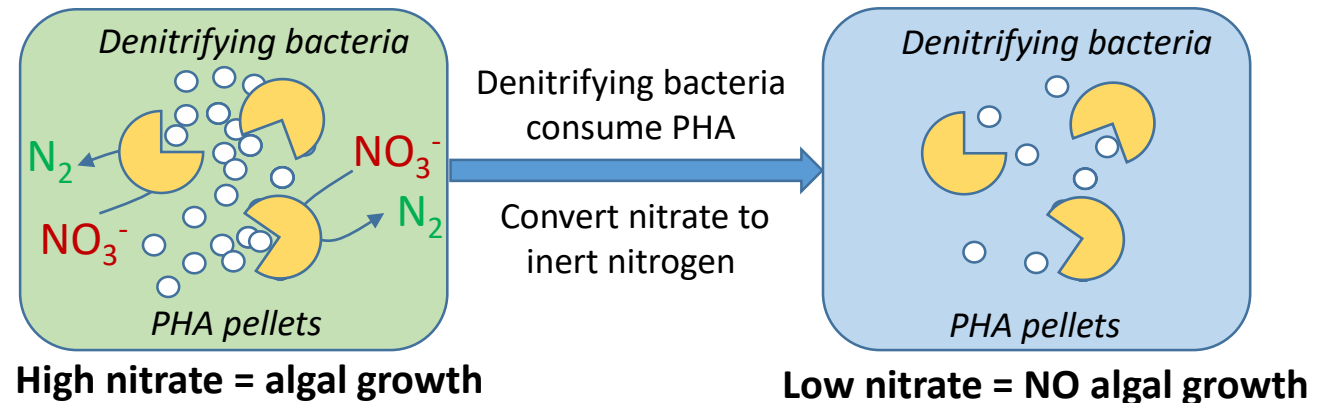 Denitrifying bacteria
N₂
NO₃⁻
NO₃⁻
N₂
PHA pellets
High nitrate = algal growth
Denitrifying bacteria
consume PHA
Convert nitrate to
inert nitrogen
Denitrifying bacteria
PHA pellets
Low nitrate = NO algal growth